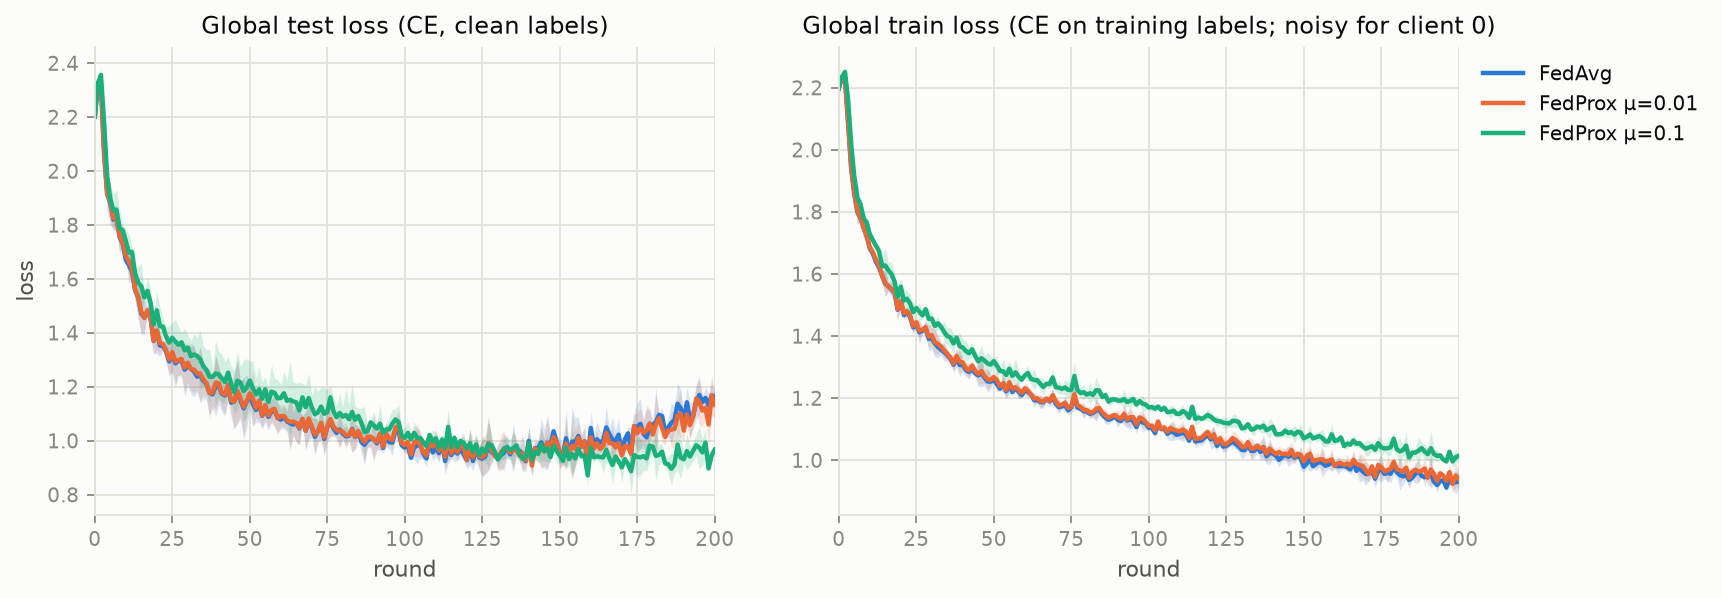 Global test loss (CE, clean labels)
2.4
2.2
2.0
1.8
1.6
1.4
1.2
1.0
0.8
loss
0 25 50 75 100 125 150 175 200
round
Global train loss (CE on training labels; noisy for client 0)
2.2
2.0
1.8
1.6
1.4
1.2
1.0
0 25 50 75 100 125 150 175 200
round
FedAvg
FedProx μ=0.01
FedProx μ=0.1